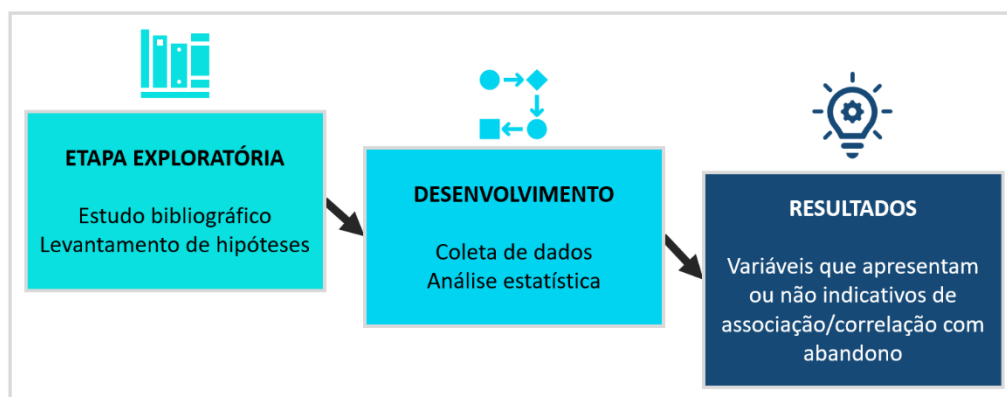 ETAPA EXPLORATÓRIA
Estudo bibliográfico
Levantamento de hipóteses
DESENVOLVIMENTO
Coleta de dados
Análise estatística
RESULTADOS
Variáveis que apresentam
ou não indicativos de
associação/correlação com
abandono